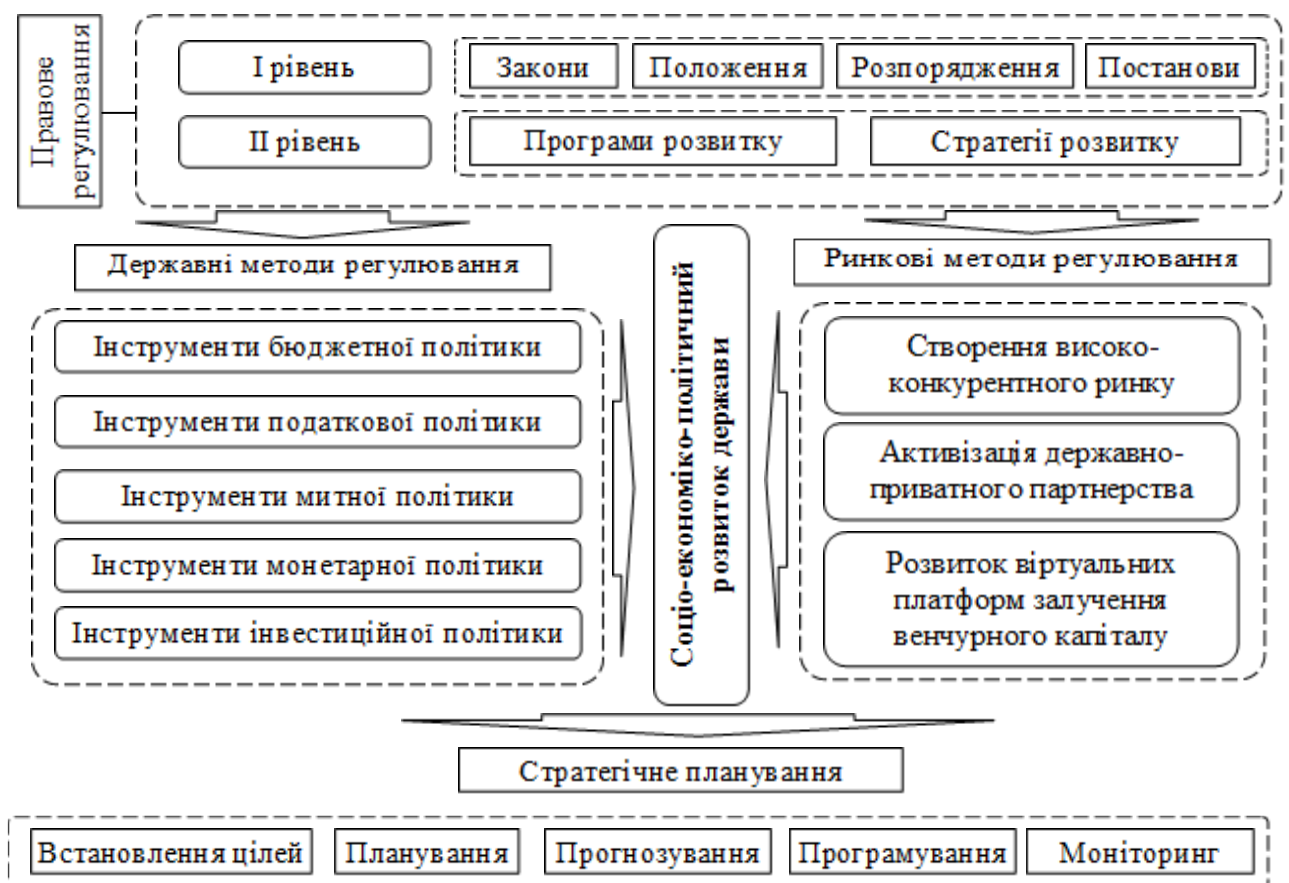 Правове
регулювання
І рівень
Закони
Положення
Розпорядження
Постанови
ІІ рівень
Програми розвитку
Стратегії розвитку
Державні методи регулювання
Ринкові методи регулювання
Інструменти бюджетної політики
Інструменти податкової політики
Інструменти митної політики
Інструменти монетарної політики
Інструменти інвестиційної політики
Соціо-економіко-політичний
розвиток держави
Створення високо-
конкурентного ринку
Активізація державно-
приватного партнерства
Розвиток віртуальних
платформ залучення
венчурного капіталу
Стратегічне планування
Встановлення цілей
Планування
Прогнозування
Програмування
Моніторинг